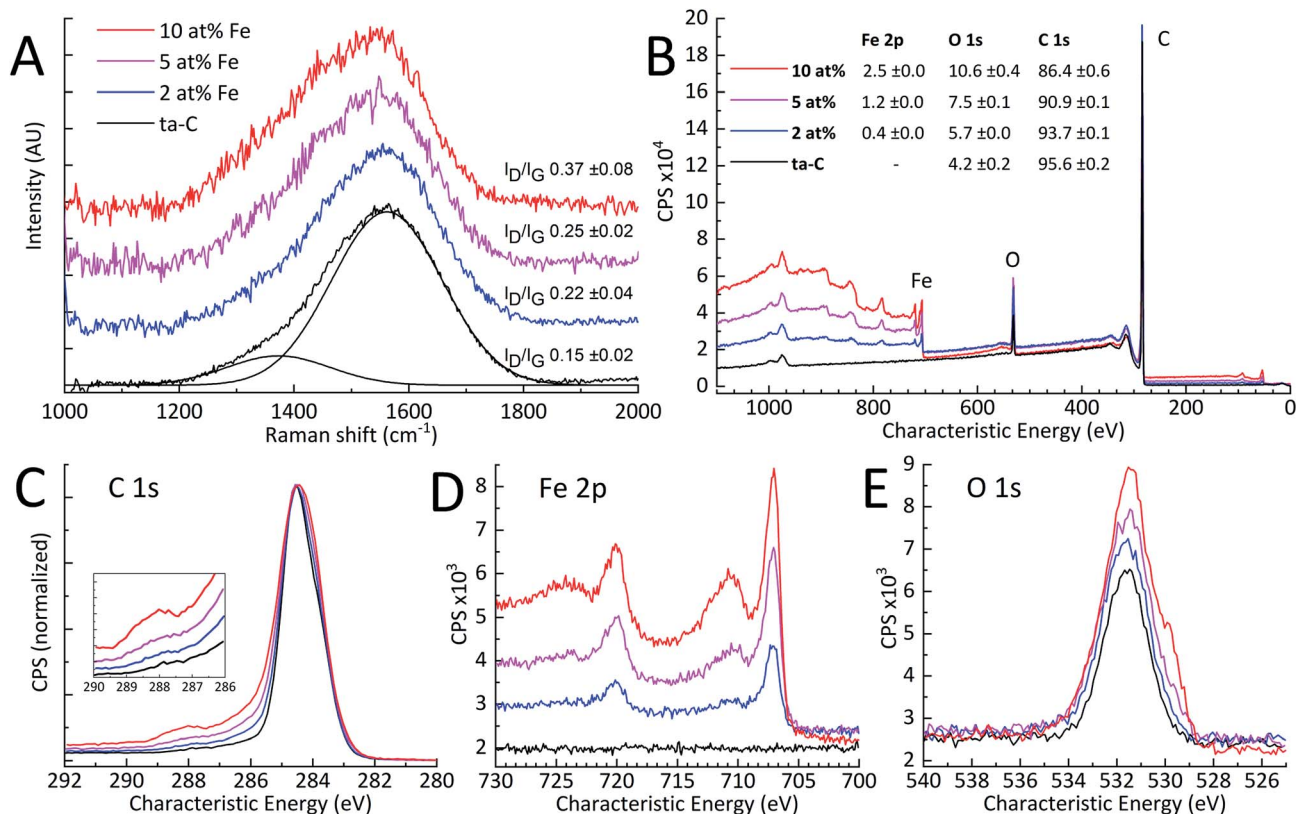 A
10 at% Fe
5 at% Fe
2 at% Fe
ta-C
I_D/I_G 0.37 ±0.08
I_D/I_G 0.25 ±0.02
I_D/I_G 0.22 ±0.04
I_D/I_G 0.15 ±0.02
Intensity (AU)
1000 1200 1400 1600 1800 2000
Raman shift (cm⁻¹)
B
Fe 2p O 1s C 1s
10 at% 2.5 ±0.0 10.6 ±0.4 86.4 ±0.6
5 at% 1.2 ±0.0 7.5 ±0.1 90.9 ±0.1
2 at% 0.4 ±0.0 5.7 ±0.0 93.7 ±0.1
ta-C - 4.2 ±0.2 95.6 ±0.2
C
O
Fe
CPS x10⁴
20
18
16
14
12
10
8
6
4
2
0
1000 800 600 400 200 0
Characteristic Energy (eV)
C
C 1s
CPS (normalized)
290 289 288 287 286
292 290 288 286 284 282 280
Characteristic Energy (eV)
D
Fe 2p
CPS x10³
8
7
6
5
4
3
2
730 725 720 715 710 705 700
Characteristic Energy (eV)
E
O 1s
CPS x10³
9
8
7
6
5
4
3
2
540 538 536 534 532 530 528 526
Characteristic Energy (eV)